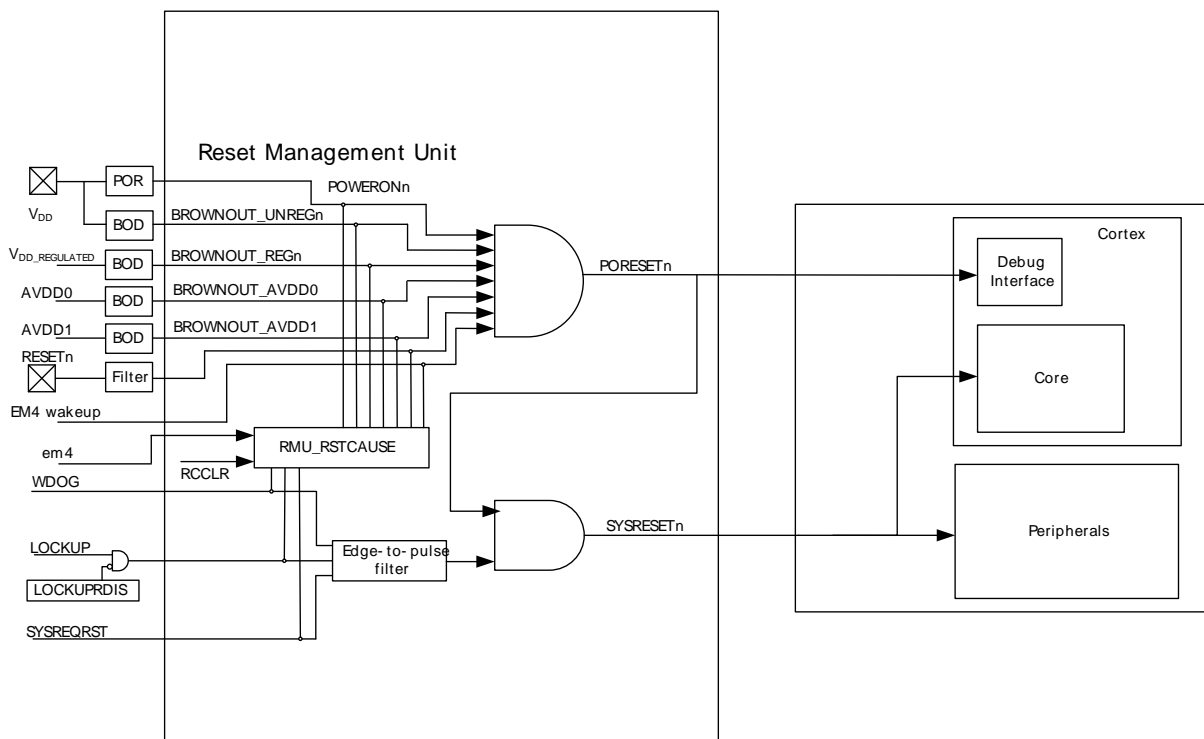 Reset Management Unit
POR
POWERONn
VDD
BOD
BROWNOUT_UNREGn
Cortex
VDD_REGULATED
BOD
BROWNOUT_REGn
PORESETn
Debug
Interface
AVDD0
BOD
BROWNOUT_AVDD0
AVDD1
BOD
BROWNOUT_AVDD1
RESETn
Filter
Core
EM4 wakeup
em4
RMU_RSTCAUSE
RCCLR
WDOG
SYSRESETn
Peripherals
LOCKUP
Edge-to-pulse
filter
LOCKUPRDIS
SYSREQRST